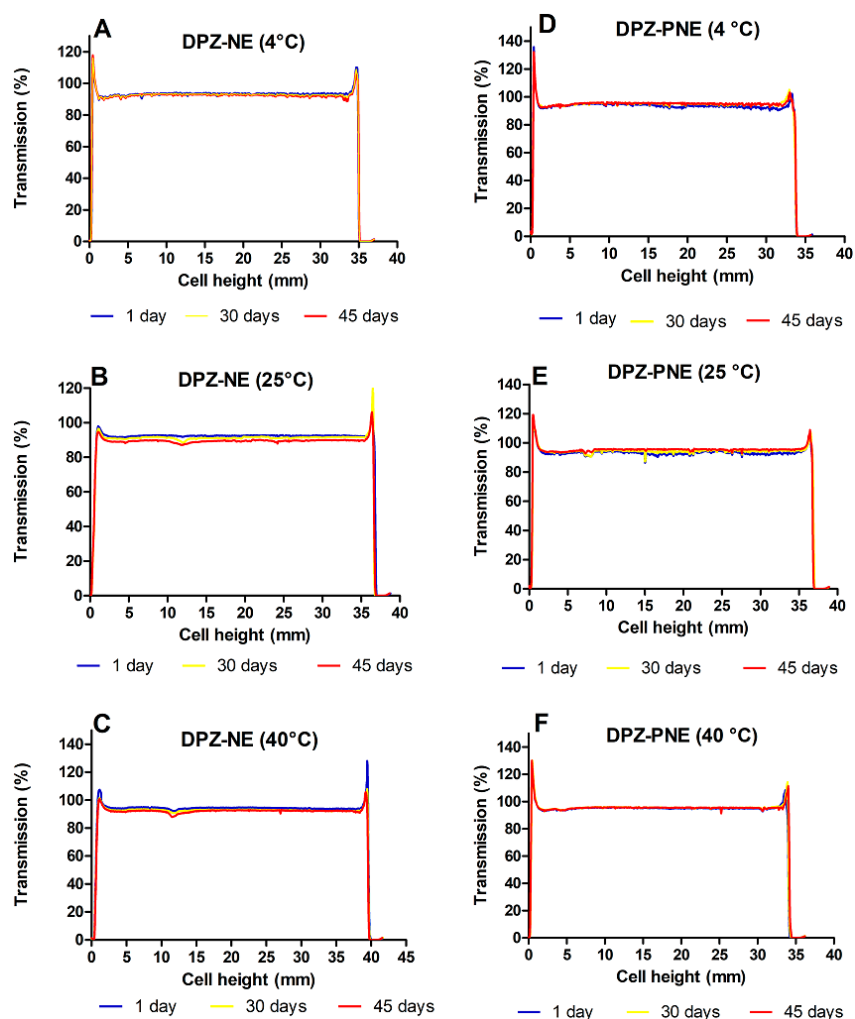 A
DPZ-NE (4°C)
Transmission (%)
120
100
80
60
40
20
0
0 5 10 15 20 25 30 35 40
Cell height (mm)
1 day 30 days 45 days
D
DPZ-PNE (4 °C)
Transmission (%)
140
120
100
80
60
40
20
0
0 5 10 15 20 25 30 35 40
Cell height (mm)
1 day 30 days 45 days
B
DPZ-NE (25°C)
Transmission (%)
120
100
80
60
40
20
0
0 5 10 15 20 25 30 35 40
Cell height (mm)
1 day 30 days 45 days
E
DPZ-PNE (25 °C)
Transmission (%)
140
120
100
80
60
40
20
0
0 5 10 15 20 25 30 35 40
Cell height (mm)
1 day 30 days 45 days
C
DPZ-NE (40°C)
Transmission (%)
140
120
100
80
60
40
20
0
0 5 10 15 20 25 30 35 40 45
Cell height (mm)
1 day 30 days 45 days
F
DPZ-PNE (40 °C)
Transmission (%)
140
120
100
80
60
40
20
0
0 5 10 15 20 25 30 35 40
Cell height (mm)
1 day 30 days 45 days